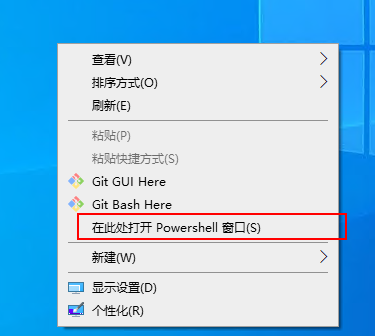 查看(V)
排序方式(O)
刷新(E)
粘贴(P)
粘贴快捷方式(S)
Git GUI Here
Git Bash Here
在此处打开 Powershell 窗口(S)
新建(W)
显示设置(D)
个性化(R)